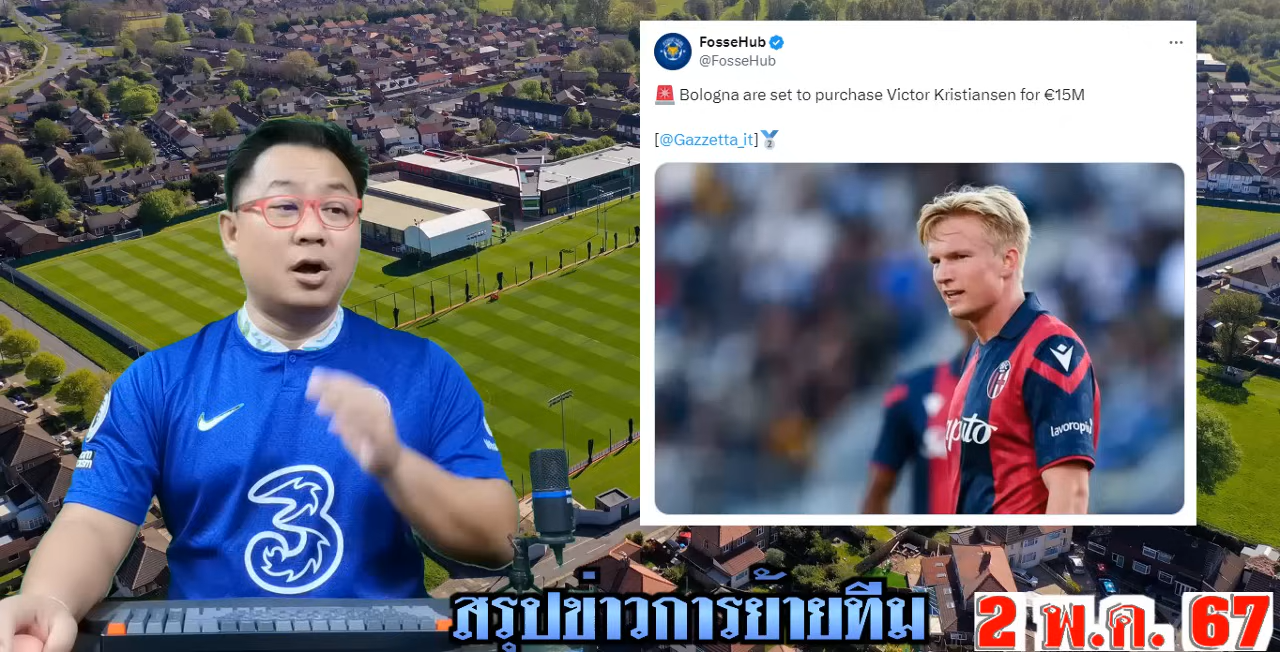 FosseHub
@FosseHub
Bologna are set to purchase Victor Kristiansen for €15M
[@Gazzetta_it]
3
lavoropiù
สรุปข่าวการย้ายทีม
2 พ.ค. 67